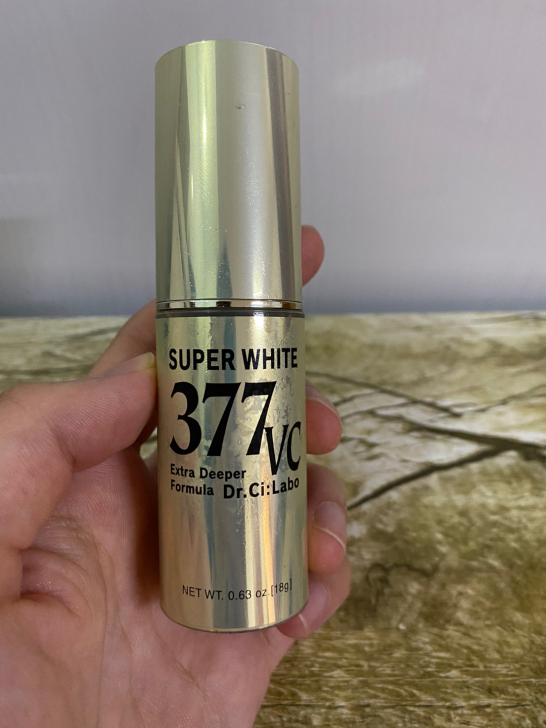 SUPER WHITE
377VC
Extra Deeper
Formula Dr.Ci:Labo
NET WT. 0.63 oz.[18g]